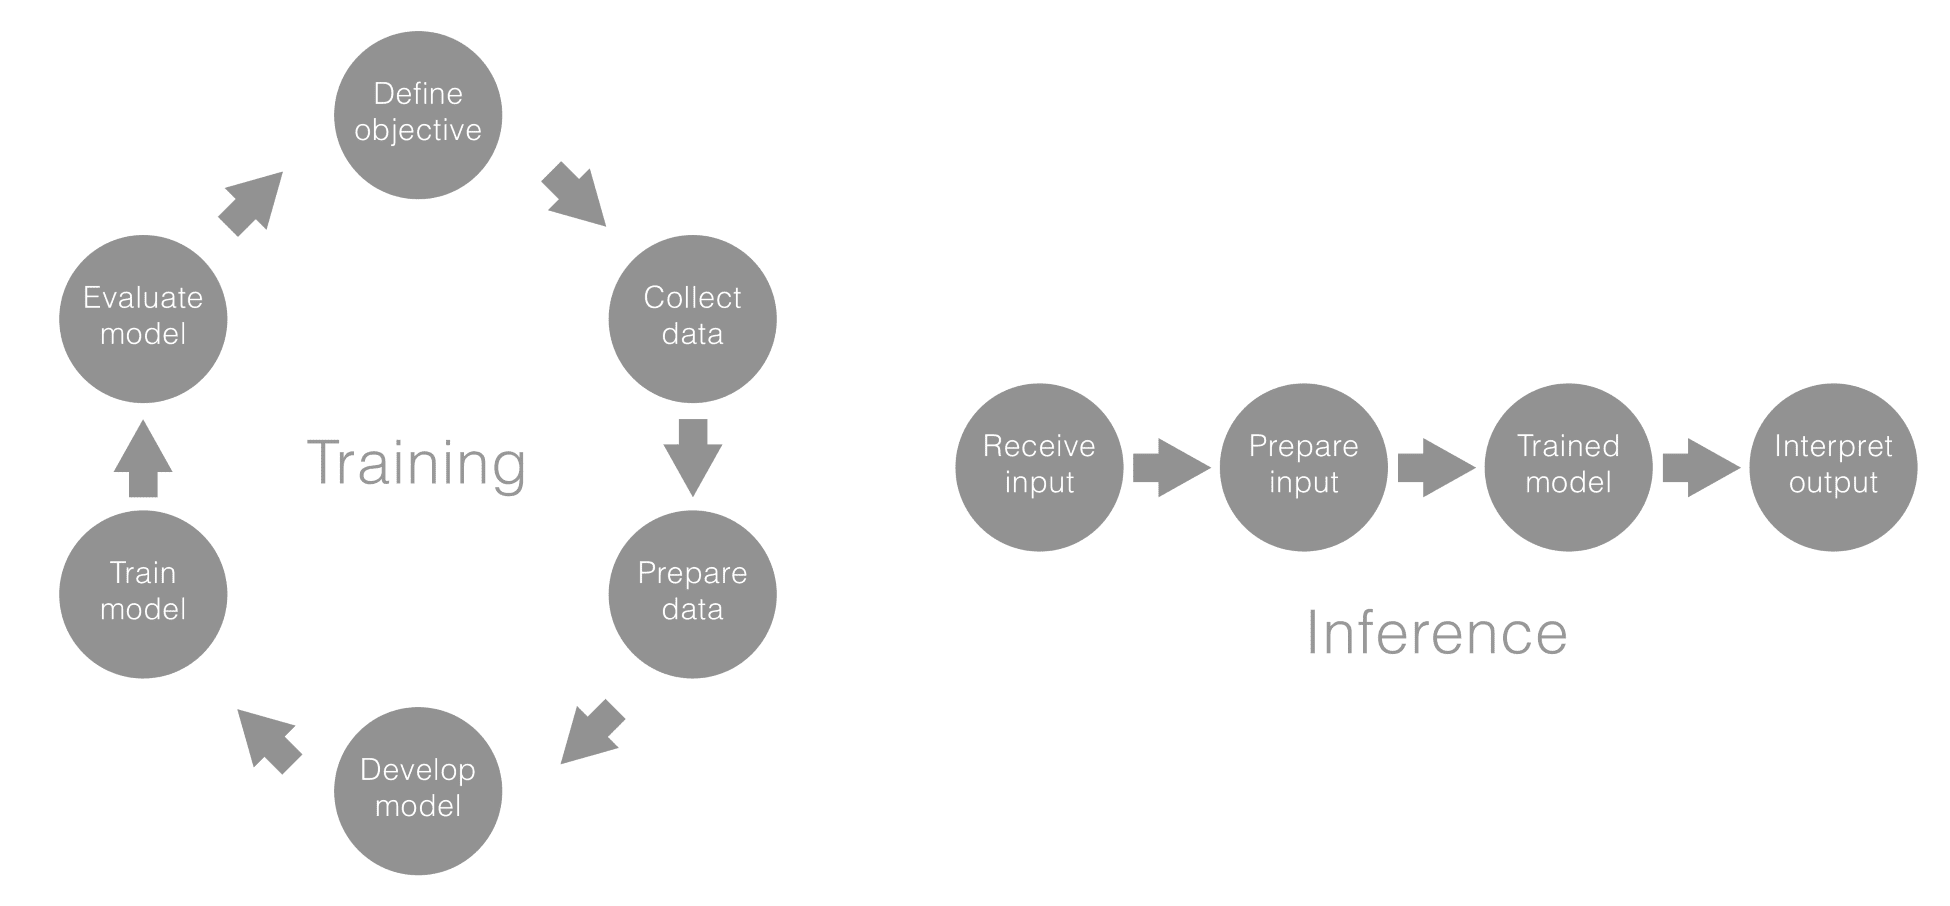 Define
objective
Collect
data
Prepare
data
Develop
model
Train
model
Evaluate
model
Training
Receive
input
Prepare
input
Trained
model
Interpret
output
Inference